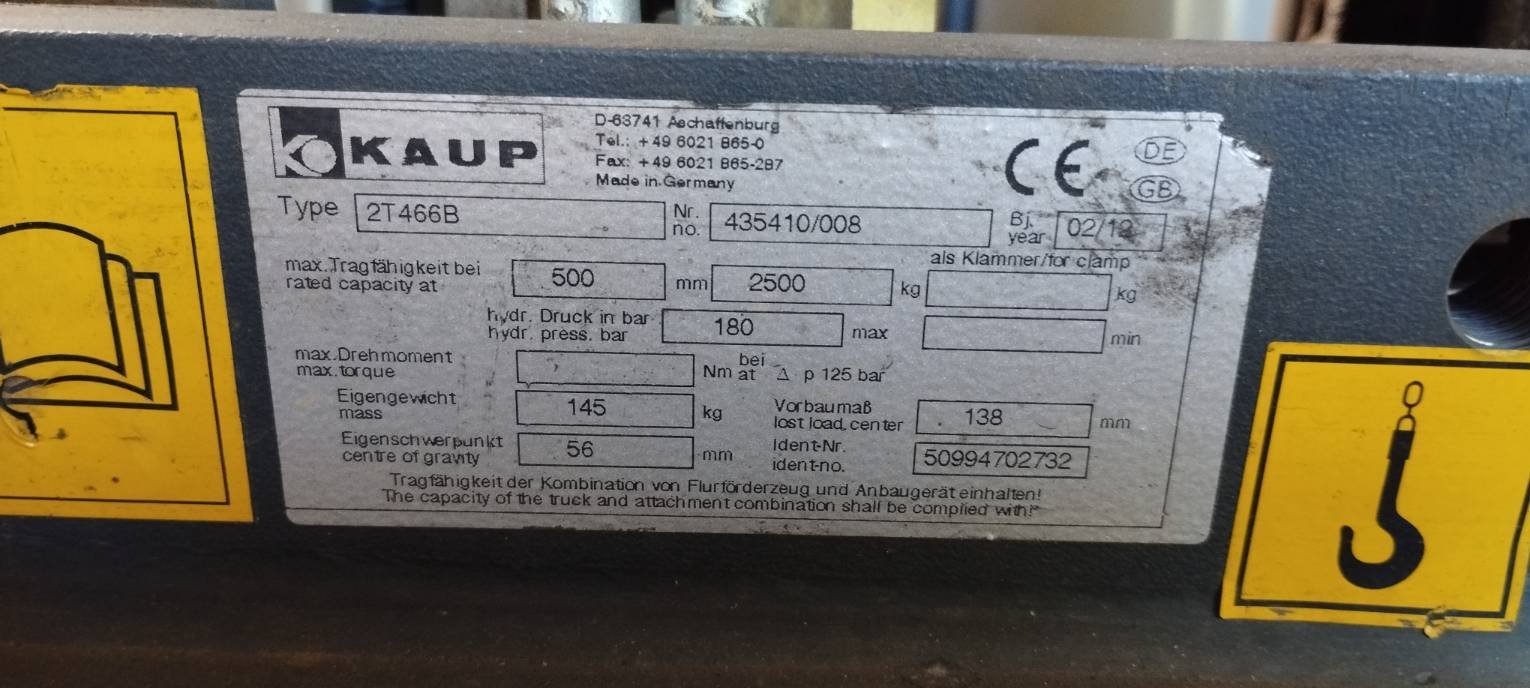 KAUP
D-63741 Aschaffenburg
Tel.: +49 6021 865-0
Fax: +49 6021 865-287
Made in Germany
CE DE
GB
Type 2T466B Nr. no. 435410/008 Bj. year 02/12
als Klammer/for clamp
max.Tragfähigkeit bei
rated capacity at 500 mm 2500 kg kg
hydr. Druck in bar
hydr. press. bar 180 max min
max.Drehmoment
max.torque Nm bei at Δ p 125 bar
Eigengewicht
mass 145 kg Vorbaumaß
lost load center 138 mm
Eigenschwerpunkt
centre of gravity 56 mm Ident-Nr.
ident-no. 50994702732
Tragfähigkeit der Kombination von Flurförderzeug und Anbaugerät einhalten!
The capacity of the truck and attachment combination shall be complied with!